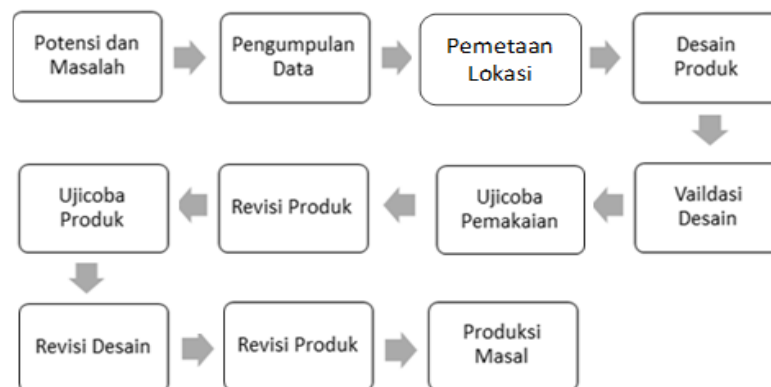 Potensi dan
Masalah
Pengumpulan
Data
Pemetaan
Lokasi
Desain
Produk
Vaildasi
Desain
Ujicoba
Pemakaian
Revisi Produk
Ujicoba
Produk
Revisi Desain
Revisi Produk
Produksi
Masal